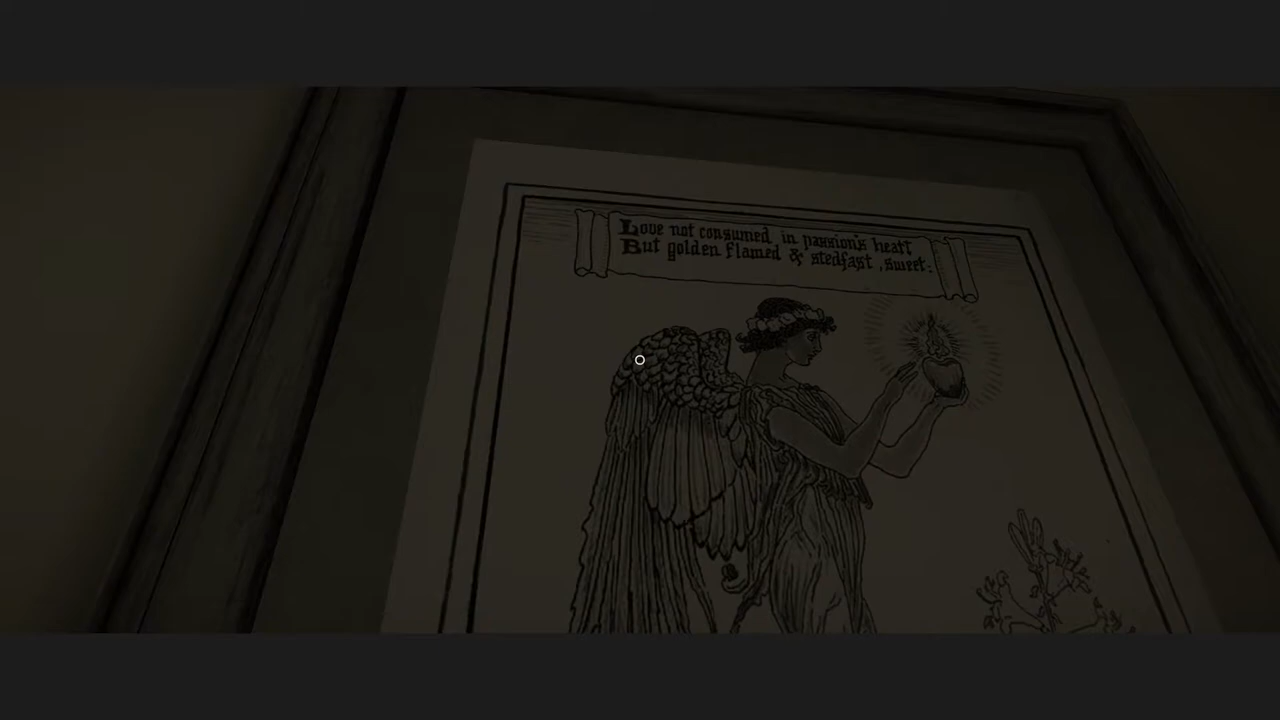 Love not consumed in passion's heat
But golden flamed & stedfast, sweet: